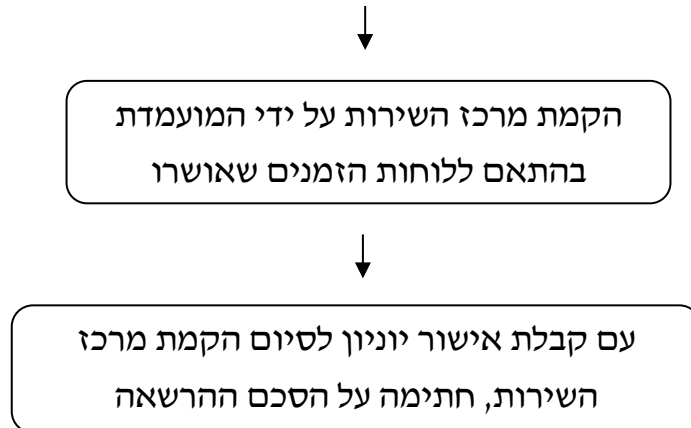 הקמת מרכז השירות על ידי המועמדת
בהתאם ללוחות הזמנים שאושרו
עם קבלת אישור יוניון לסיום הקמת מרכז
השירות, חתימה על הסכם ההרשאה